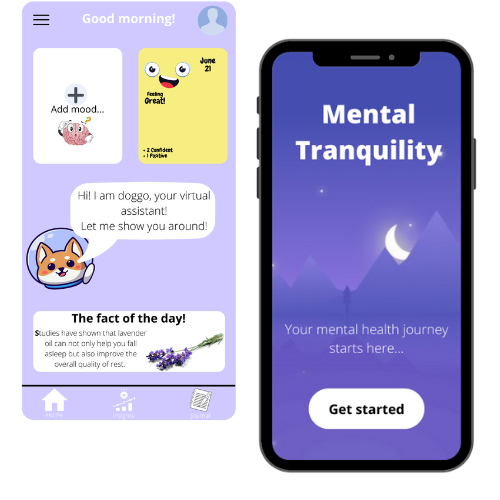 Good morning!
Add mood...
June
21
Feeling
Great!
+ 2 Confident
+ 1 Positive
Hi! I am doggo, your virtual
assistant!
Let me show you around!
The fact of the day!
Studies have shown that lavender
oil can not only help you fall
asleep but also improve the
overall quality of rest.
Home
Insights
Journal
Mental
Tranquility
Your mental health journey
starts here...
Get started